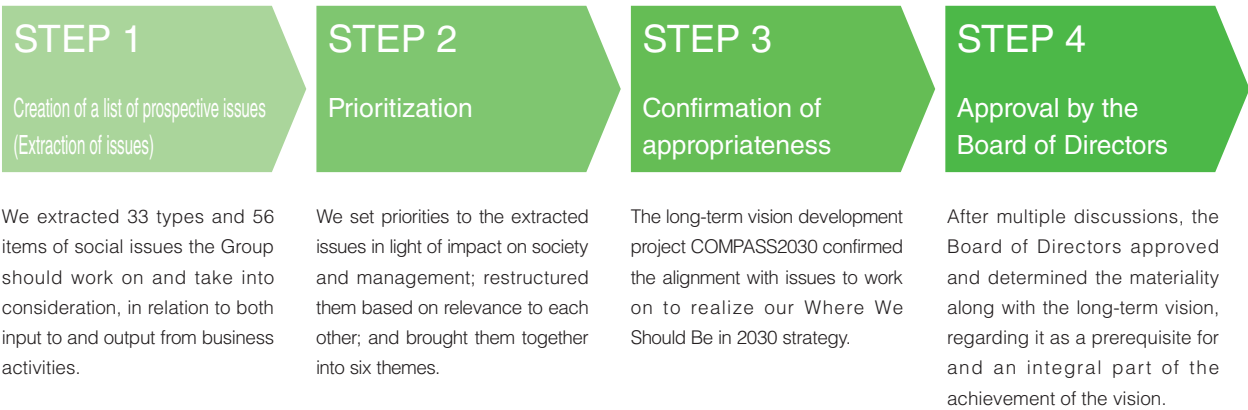 STEP 1
Creation of a list of prospective issues
(Extraction of issues)
We extracted 33 types and 56
items of social issues the Group
should work on and take into
consideration, in relation to both
input to and output from business
activities.
STEP 2
Prioritization
We set priorities to the extracted
issues in light of impact on society
and management; restructured
them based on relevance to each
other; and brought them together
into six themes.
STEP 3
Confirmation of
appropriateness
The long-term vision development
project COMPASS2030 confirmed
the alignment with issues to work
on to realize our Where We
Should Be in 2030 strategy.
STEP 4
Approval by the
Board of Directors
After multiple discussions, the
Board of Directors approved
and determined the materiality
along with the long-term vision,
regarding it as a prerequisite for
and an integral part of the
achievement of the vision.